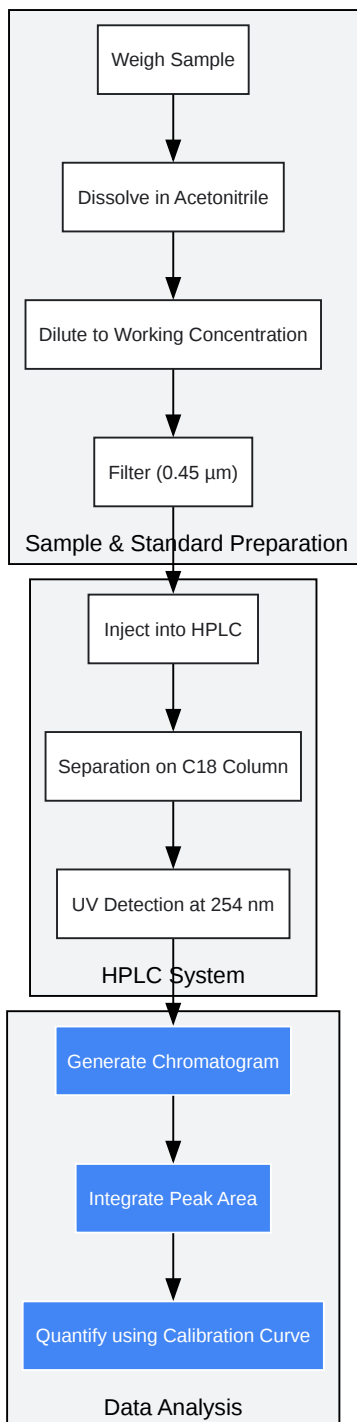 Weigh Sample
Dissolve in Acetonitrile
Dilute to Working Concentration
Filter (0.45 µm)
Sample & Standard Preparation
Inject into HPLC
Separation on C18 Column
UV Detection at 254 nm
HPLC System
Generate Chromatogram
Integrate Peak Area
Quantify using Calibration Curve
Data Analysis